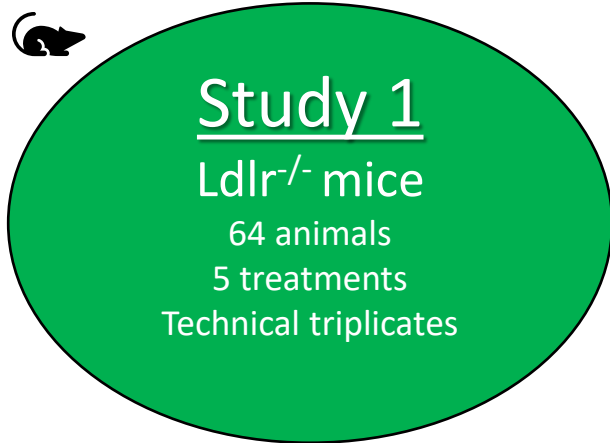 Study 1
Ldlr-/- mice
64 animals
5 treatments
Technical triplicates